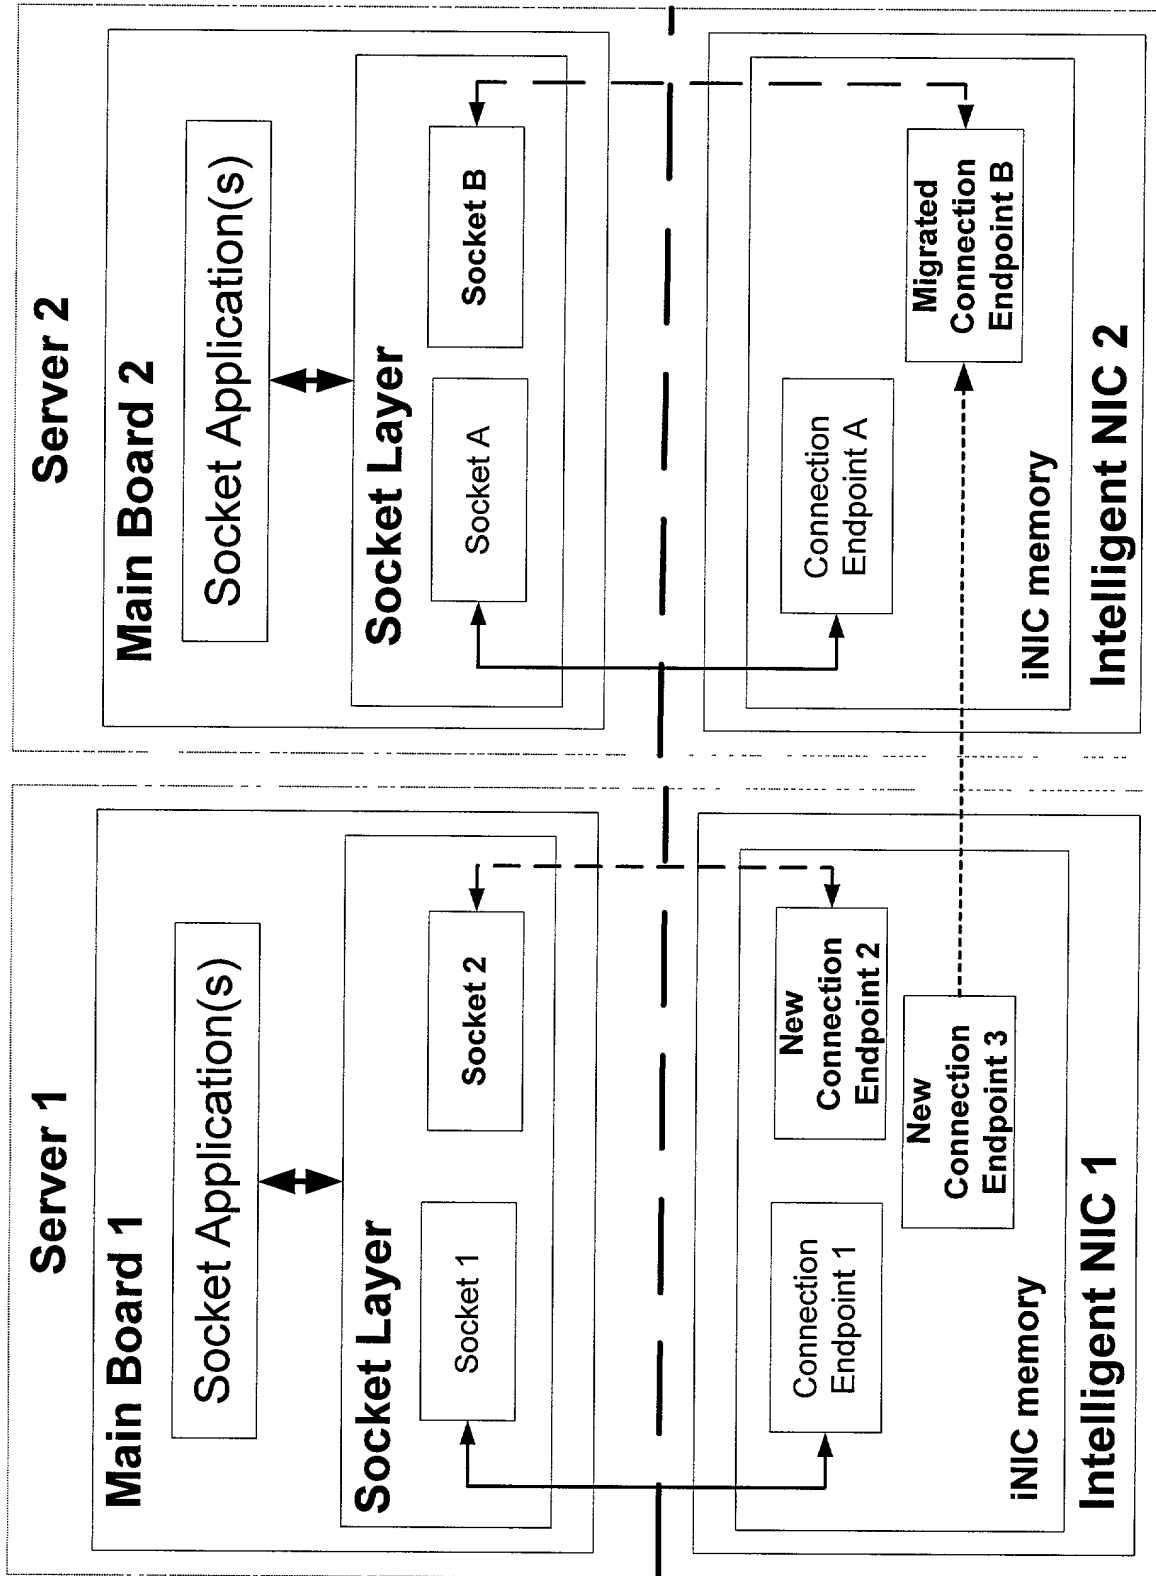 Server 1
Main Board 1
Socket Application(s)
Socket Layer
Socket 1
Socket 2
Connection
Endpoint 1
New
Connection
Endpoint 2
New
Connection
Endpoint 3
iNIC memory
Intelligent NIC 1
Server 2
Main Board 2
Socket Application(s)
Socket Layer
Socket A
Socket B
Connection
Endpoint A
Migrated
Connection
Endpoint B
iNIC memory
Intelligent NIC 2